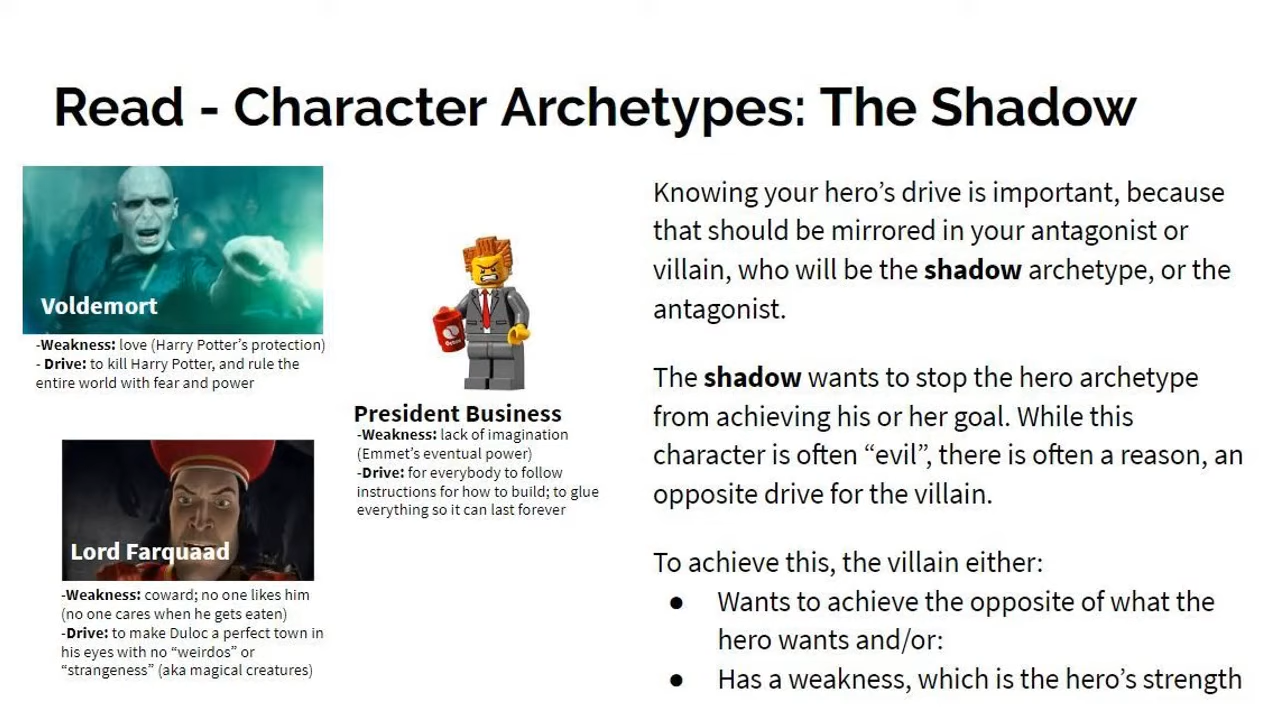 Read - Character Archetypes: The Shadow
Voldemort
-Weakness: love (Harry Potter’s protection)
- Drive: to kill Harry Potter, and rule the
entire world with fear and power
President Business
-Weakness: lack of imagination
(Emmet’s eventual power)
-Drive: for everybody to follow
instructions for how to build; to glue
everything so it can last forever
Lord Farquaad
-Weakness: coward; no one likes him
(no one cares when he gets eaten)
-Drive: to make Duloc a perfect town in
his eyes with no “weirdos” or
“strangeness” (aka magical creatures)
Knowing your hero’s drive is important, because
that should be mirrored in your antagonist or
villain, who will be the shadow archetype, or the
antagonist.
The shadow wants to stop the hero archetype
from achieving his or her goal. While this
character is often “evil”, there is often a reason, an
opposite drive for the villain.
To achieve this, the villain either:
● Wants to achieve the opposite of what the
hero wants and/or:
● Has a weakness, which is the hero’s strength